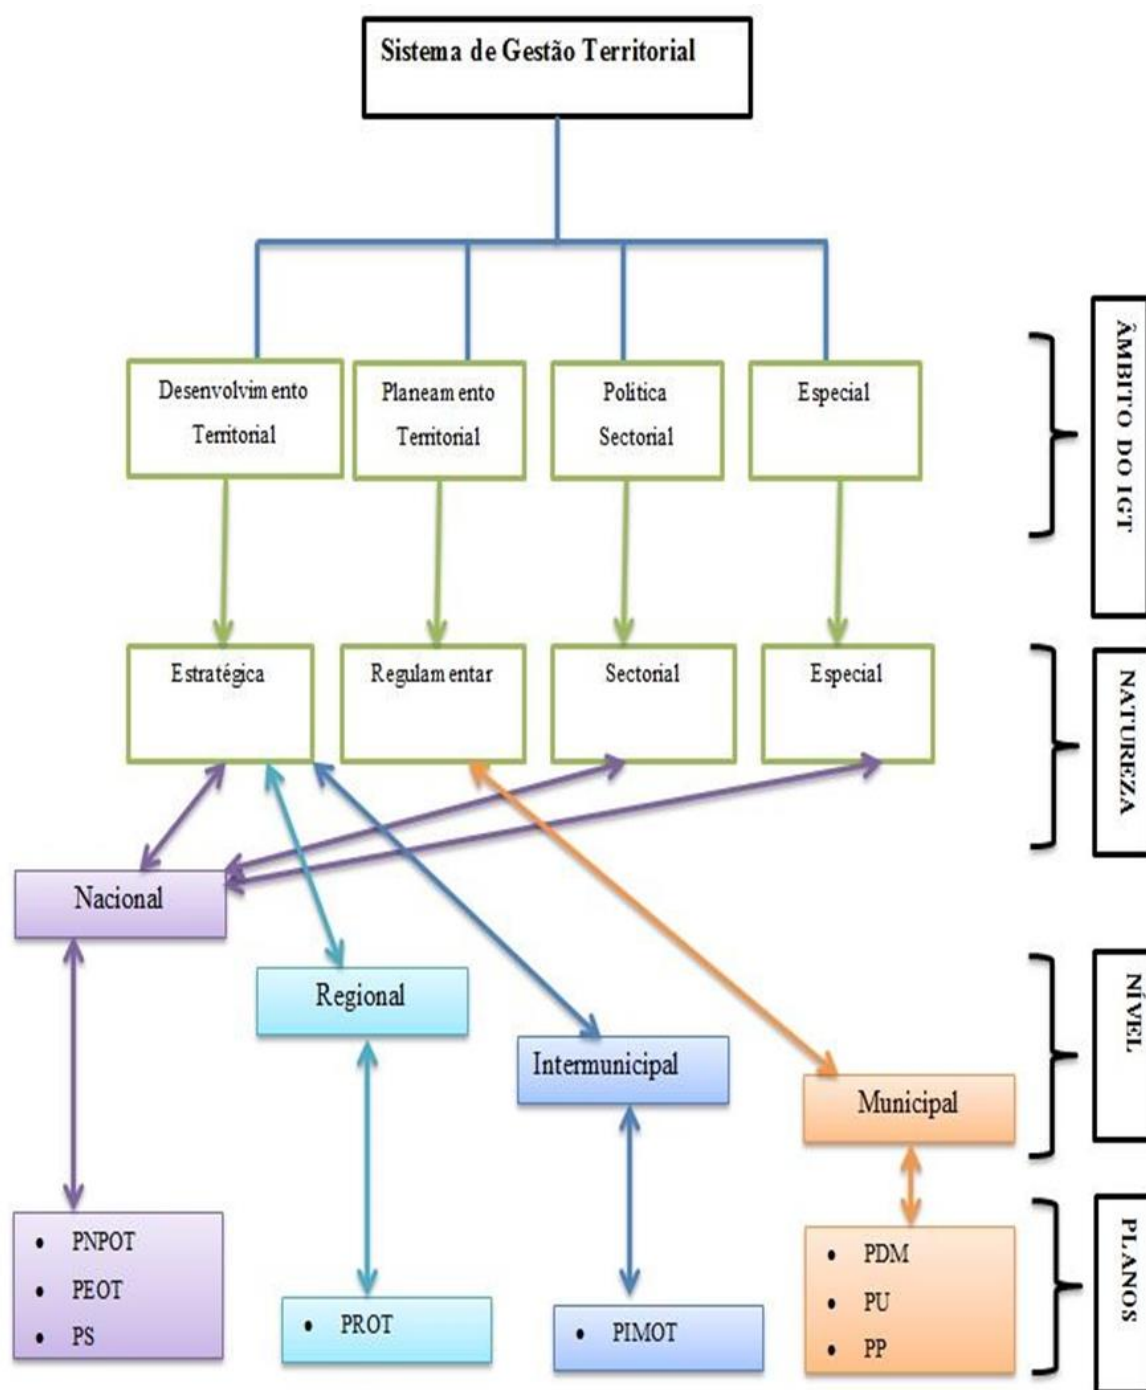 Sistema de Gestão Territorial
Desenvolvimento
Territorial
Planeamento
Territorial
Política
Sectorial
Especial
ÂMBITO DO IGT
Estratégica
Regulamentar
Sectorial
Especial
NATUREZA
Nacional
Regional
Intermunicipal
Municipal
NÍVEL
• PNPOT
• PEOT
• PS
• PROT
• PIMOT
• PDM
• PU
• PP
PLANOS